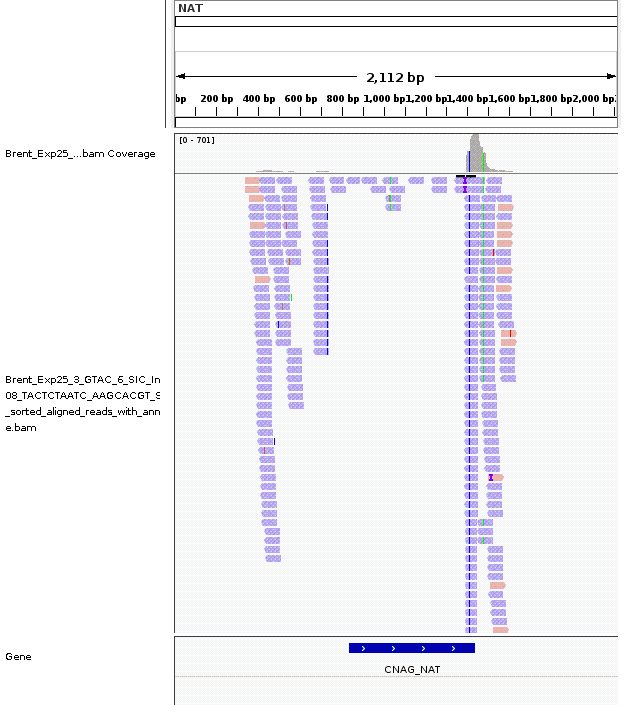 NAT
2,112 bp
bp 200 bp 400 bp 600 bp 800 bp 1,000 bp 1,200 bp 1,400 bp 1,600 bp 1,800 bp 2,000 bp
[0 - 701]
Brent_Exp25_...bam Coverage
Brent_Exp25_3_GTAC_6_SIC_In
08_TACTCTAATC_AAGCACGT_S
_sorted_aligned_reads_with_ann
e.bam
Gene
CNAG_NAT